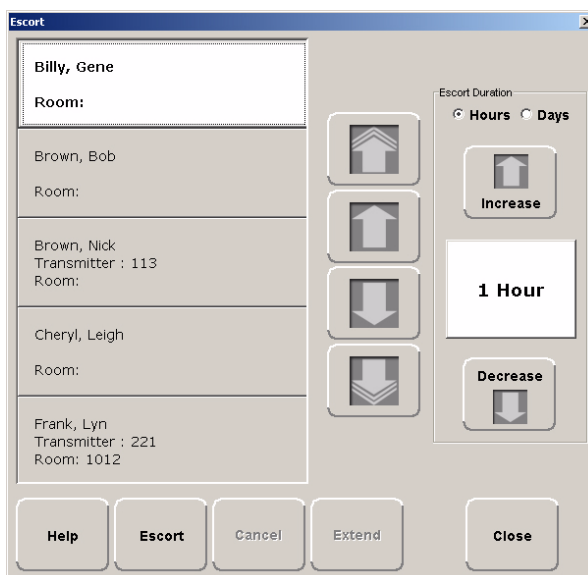 Escort
Billy, Gene
Room:
Brown, Bob
Room:
Brown, Nick
Transmitter : 113
Room:
Cheryl, Leigh
Room:
Frank, Lyn
Transmitter : 221
Room: 1012
Escort Duration
Hours Days
Increase
1 Hour
Decrease
Help Escort Cancel Extend Close